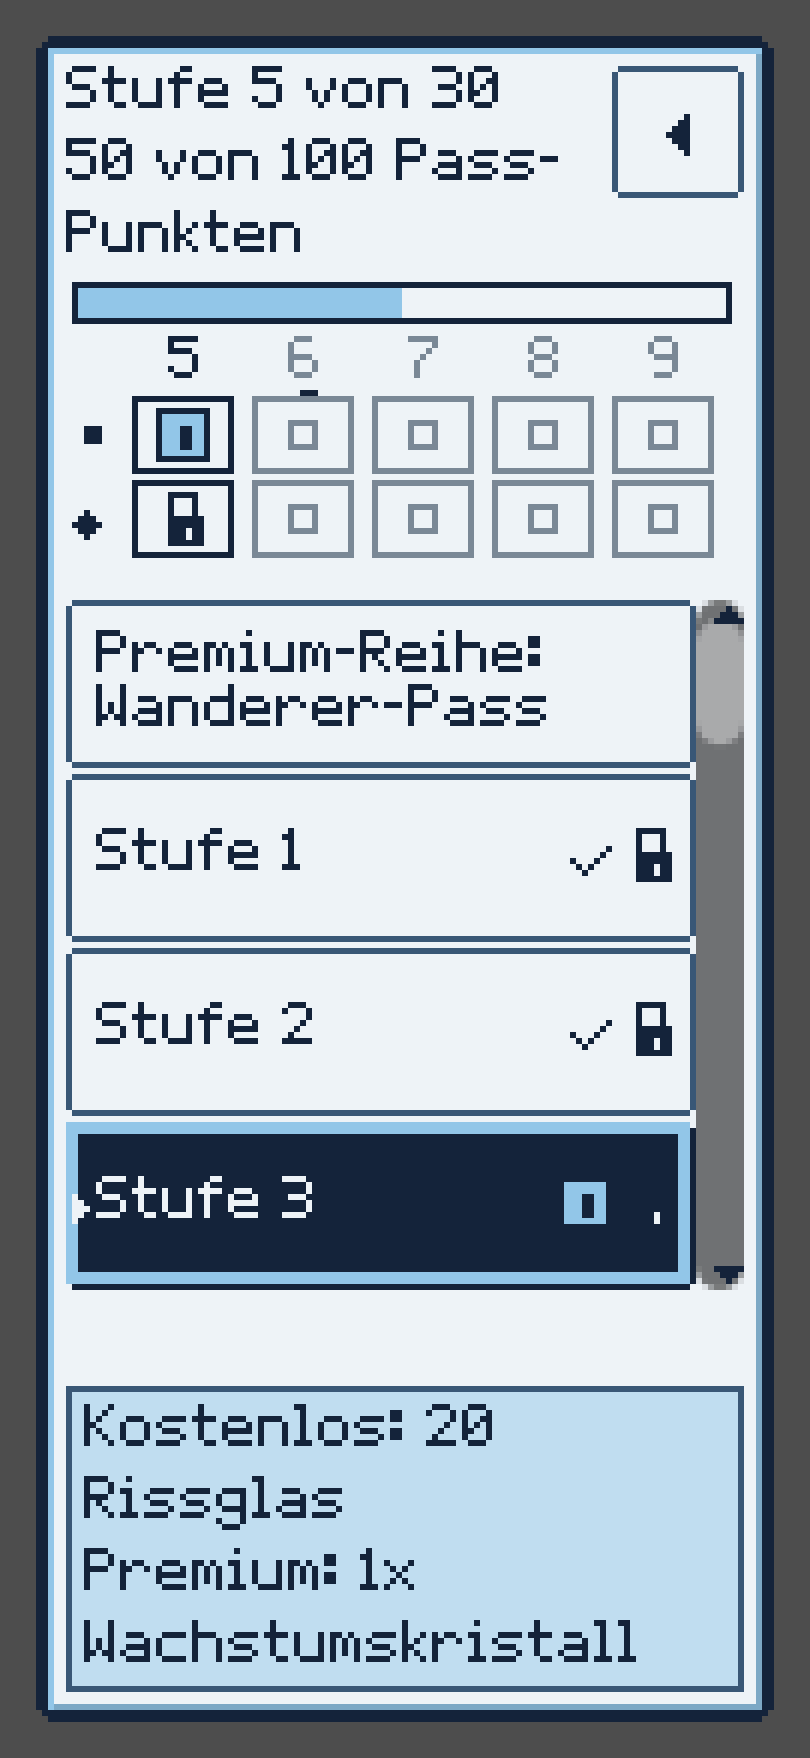 Stufe 5 von 30
50 von 100 Pass-
Punkten
5 6 7 8 9
Premium-Reihe:
Wanderer-Pass
Stufe 1
Stufe 2
Stufe 3
Kostenlos: 20
Rissglas
Premium: 1x
Wachstumskristall